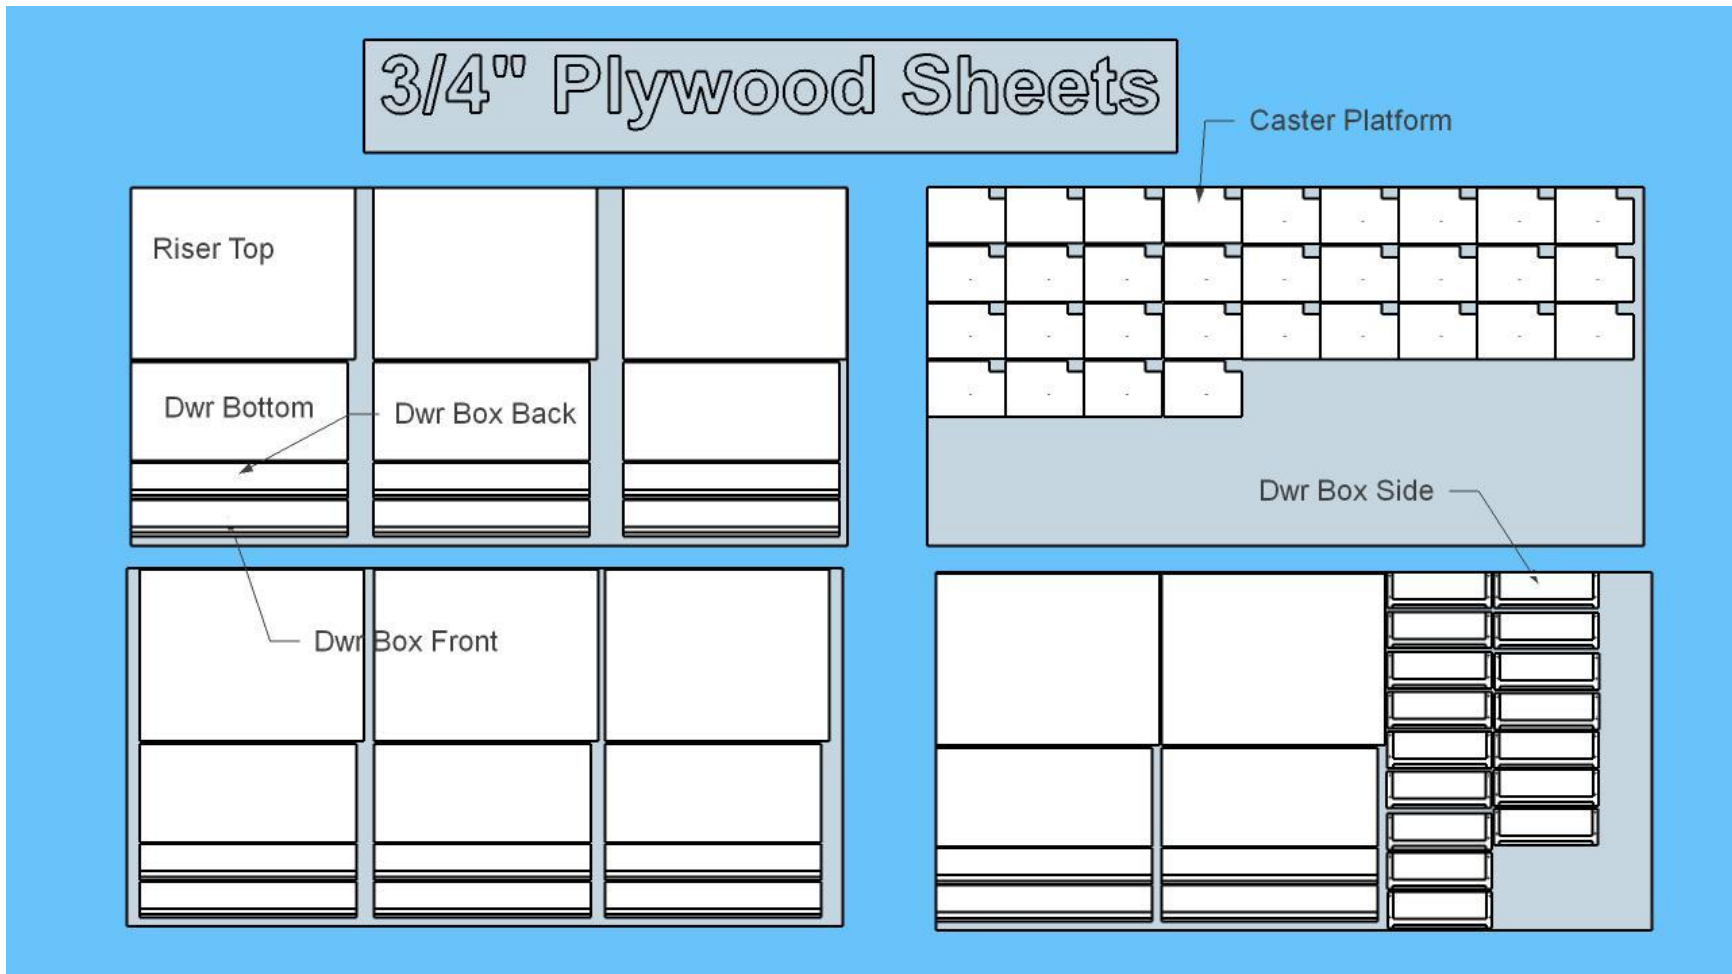 3/4" Plywood Sheets
Caster Platform
Riser Top
Dwr Bottom
Dwr Box Back
Dwr Box Side
Dwr Box Front